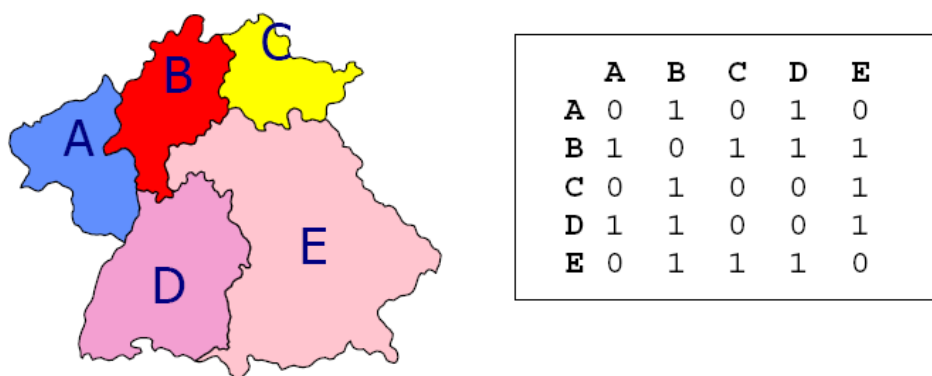 A
B
C
D
E
A B C D E
A 0 1 0 1 0
B 1 0 1 1 1
C 0 1 0 0 1
D 1 1 0 0 1
E 0 1 1 1 0